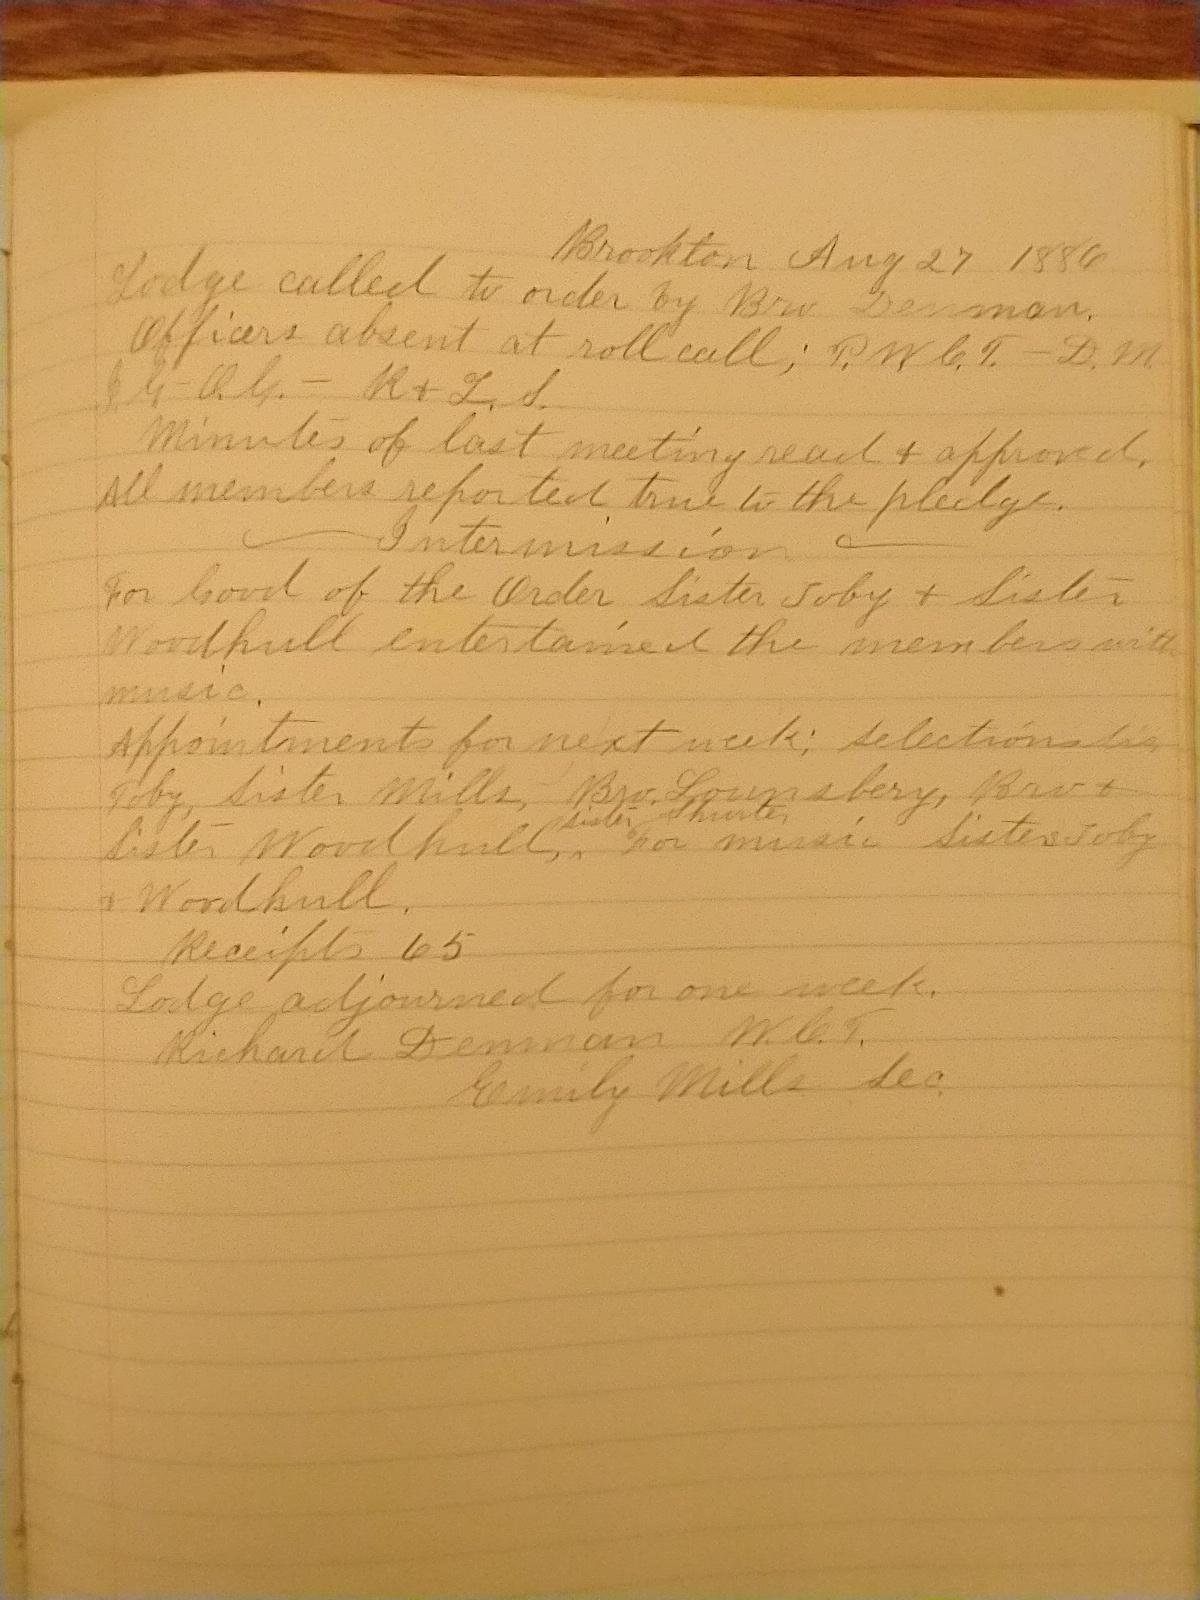 Brookton Aug 27 1886
Lodge called to order by Bro Denman.
Officers absent at roll call; P.W.C.T. – D.M.
I.G – O.G. – R & L. S.
Minutes of last meeting read & approved.
All members reported true to the pledge.
Intermission
For Good of the Order Sister Toby & Sister
Woodhull entertained the members with
music.
Appointments for next week; selections Sis
Toby, Sister Mills, Bro. Lounsbery, Bro &
Sister
Sister Woodhull, For music Sisters Toby
& Woodhull.
Receipts 65
Lodge adjourned for one week.
Richard Denman W.C.T.
Emily Mills Sec.